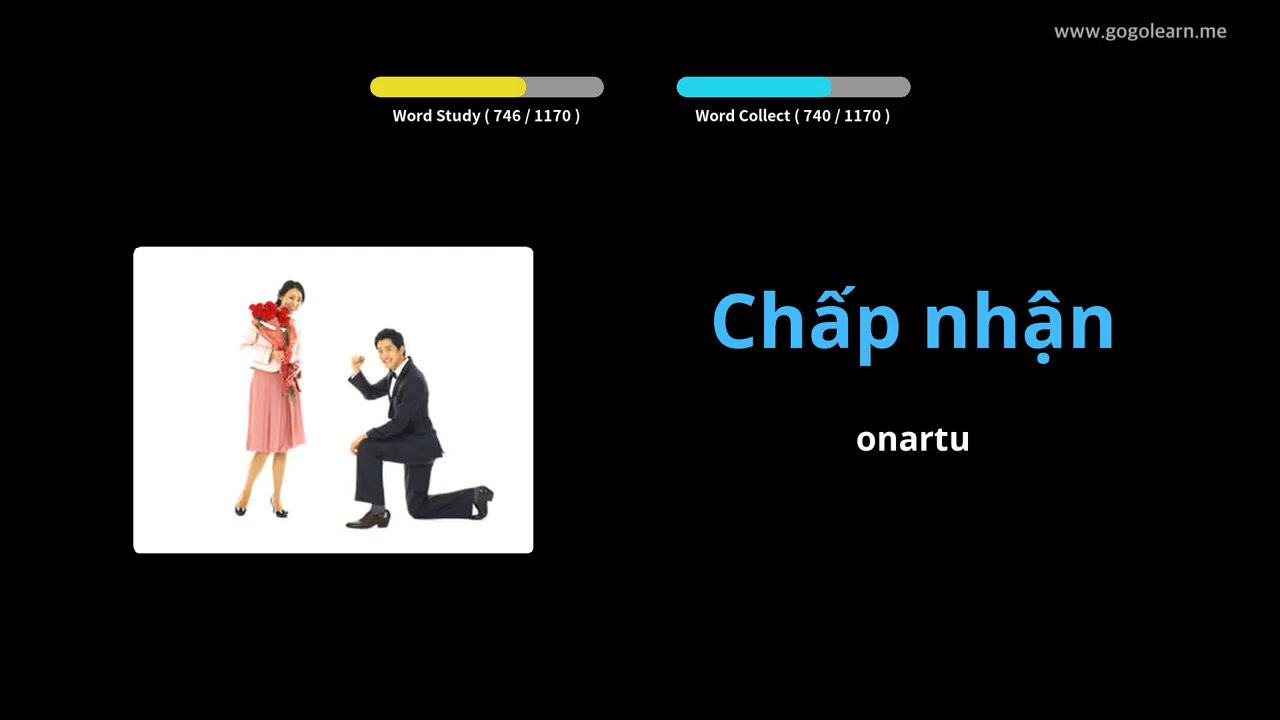 www.gogolearn.me
Word Study ( 746 / 1170 )
Word Collect ( 740 / 1170 )
Chấp nhận
onartu